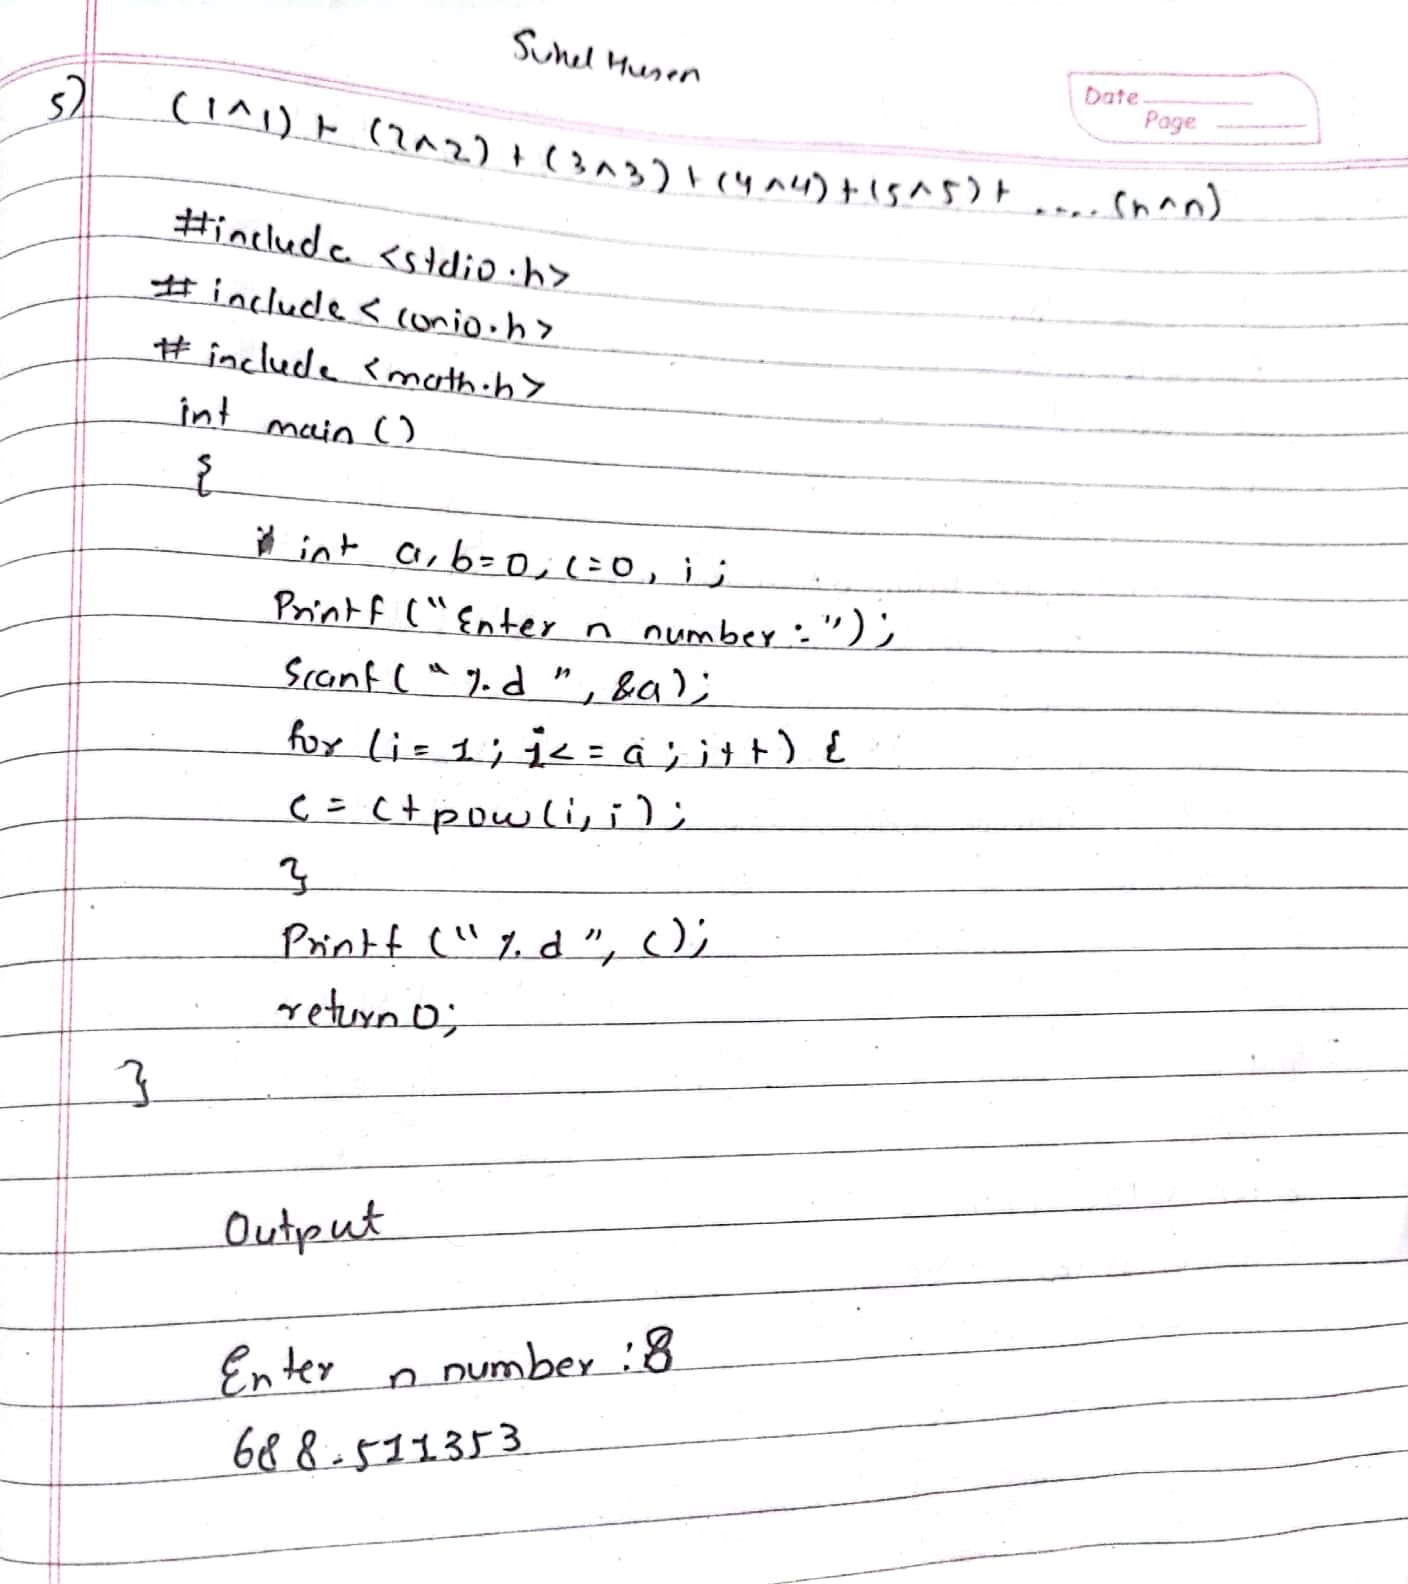 Suhel Husen
Date
Page
5) (1^1) + (2^2) + (3^3) + (4^4) + (5^5) + .... (n^n)
#include <stdio.h>
#include < conio.h>
#include <math.h>
int main ()
{
int a, b=0, c=0, i;
Printf ("Enter n number:");
Scanf ("%d", &a);
for (i=1; i<=a; i++) {
c = c+pow(i,i);
}
Printf ("%d", c);
return 0;
}
Output
Enter n number :8
688.511353